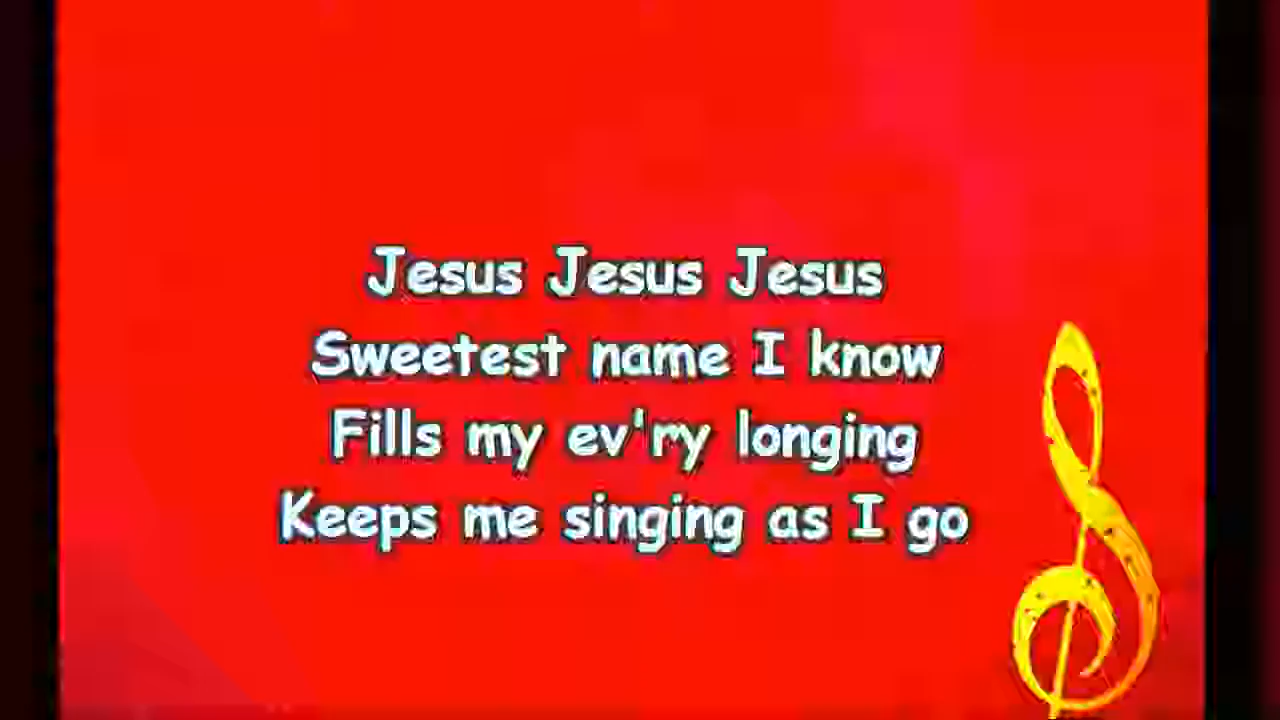 Jesus Jesus Jesus
Sweetest name I know
Fills my ev'ry longing
Keeps me singing as I go